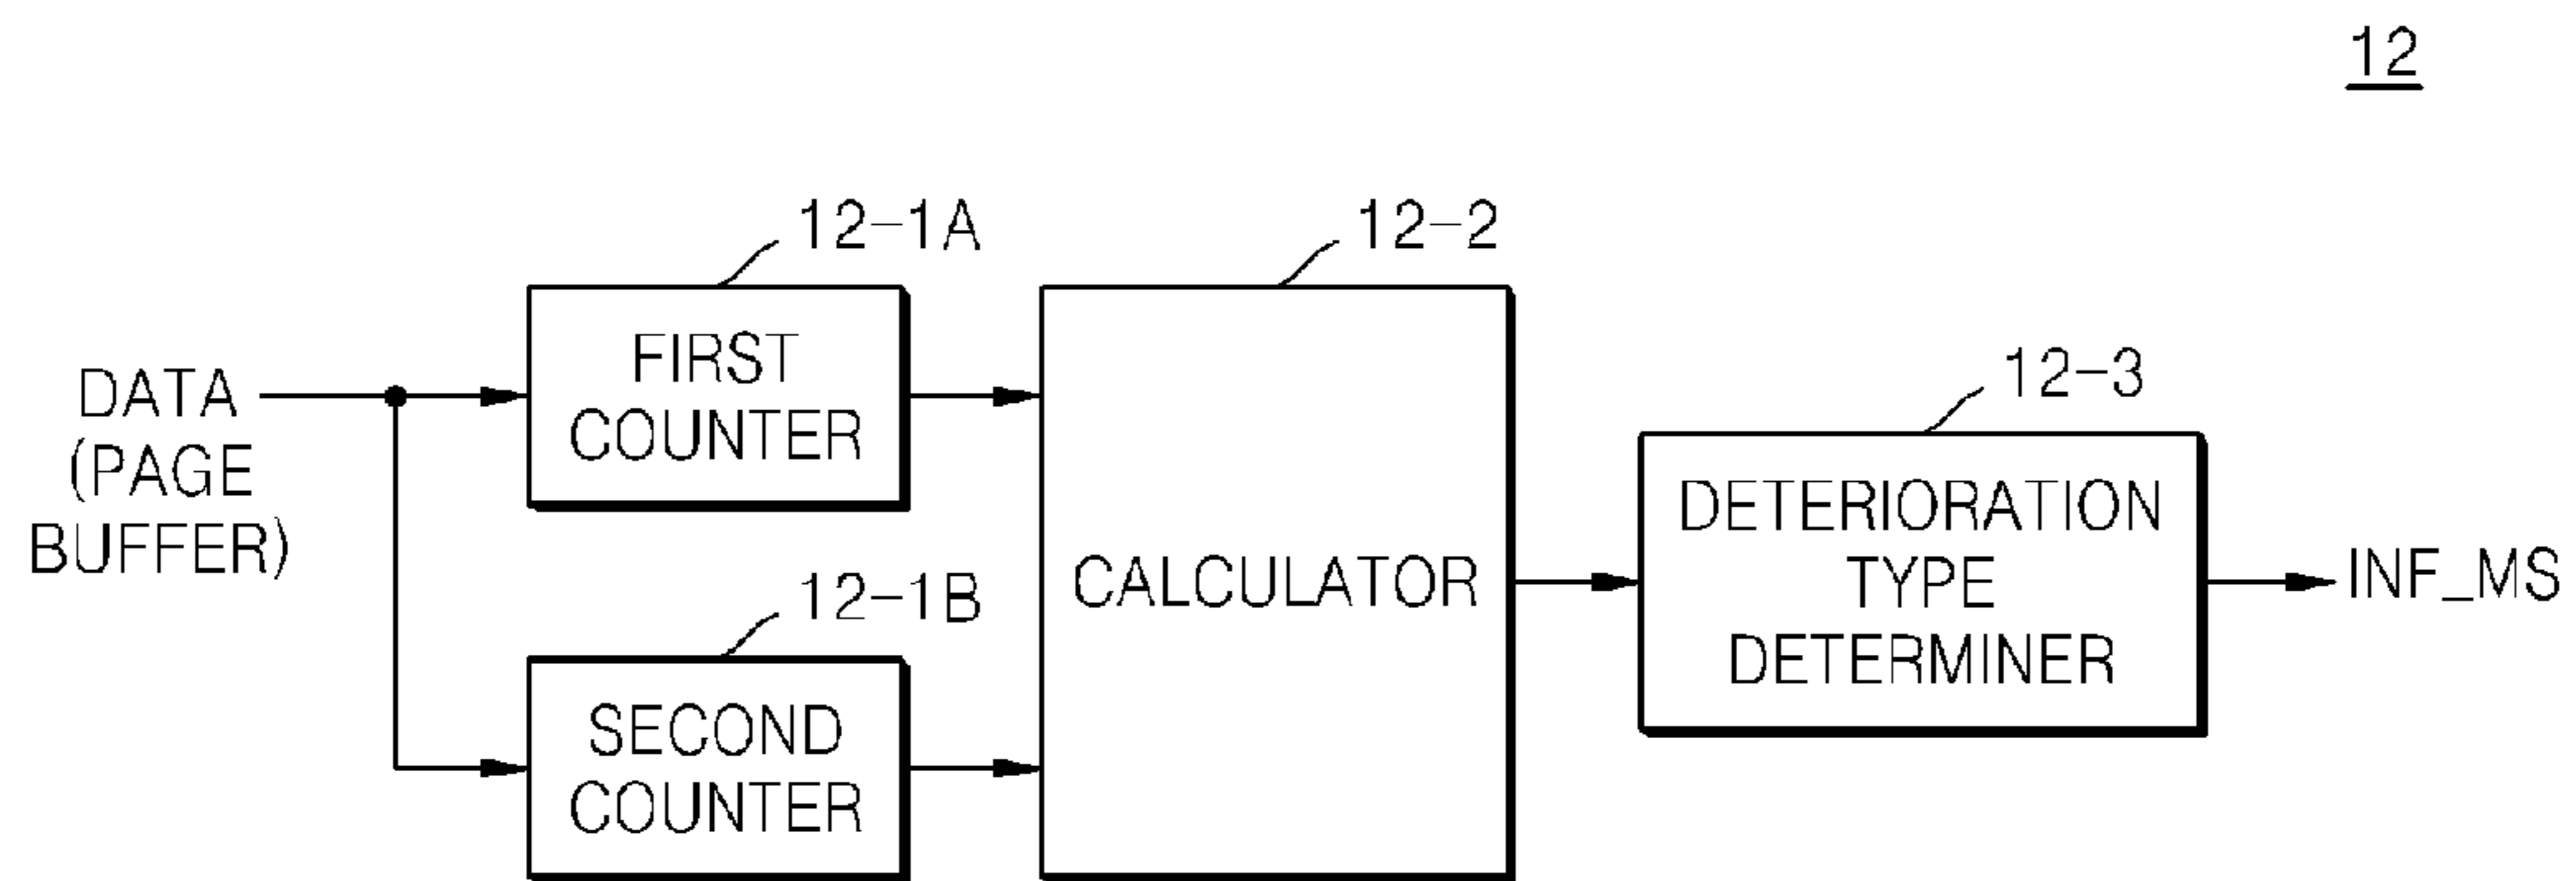 12
12-1A
12-2
FIRST
COUNTER
12-3
DATA
(PAGE
BUFFER)
DETERIORATION
TYPE
DETERMINER
CALCULATOR
INF_MS
12-1B
SECOND
COUNTER